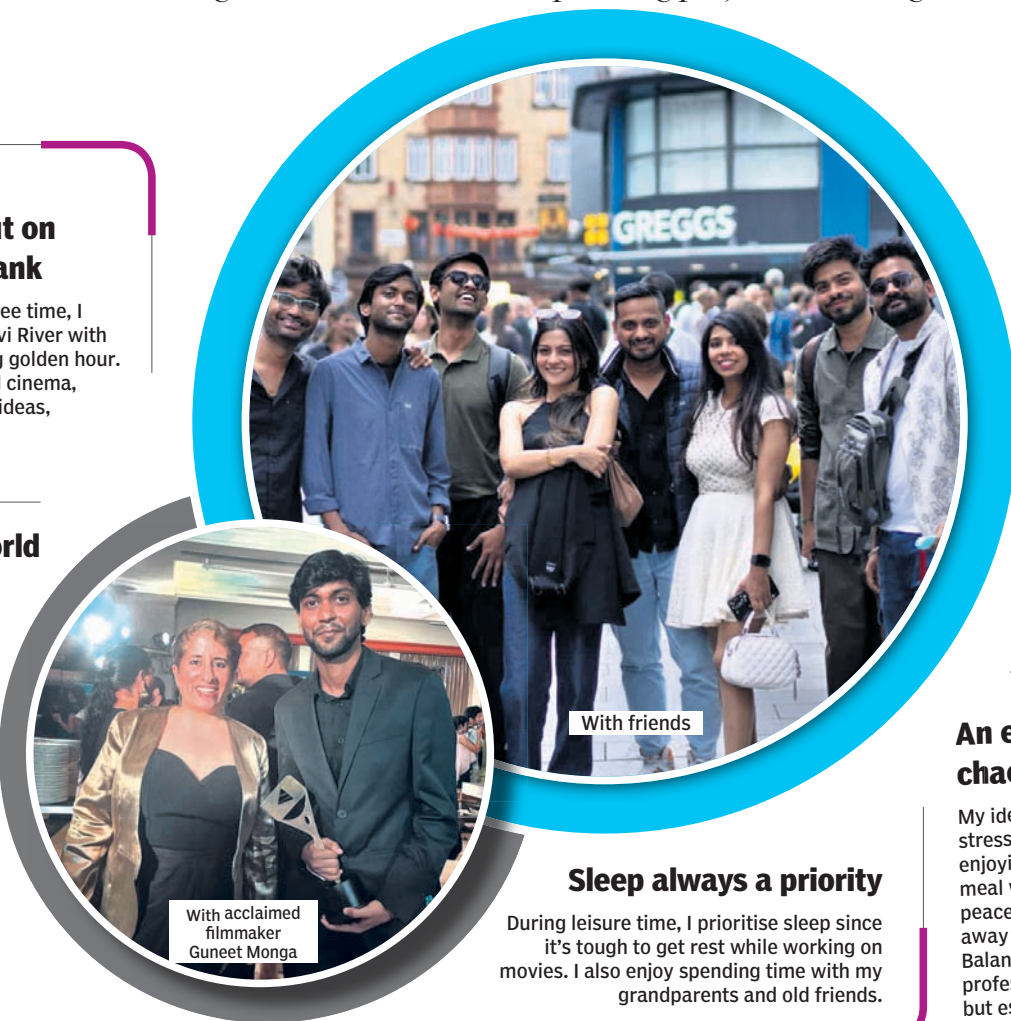 t on
ank
ree time, I
vi River with
g golden hour.
l cinema,
ideas,
orld
GREGGS
With friends
With acclaimed
filmmaker
Guneet Monga
Sleep always a priority
During leisure time, I prioritise sleep since
it's tough to get rest while working on
movies. I also enjoy spending time with my
grandparents and old friends.
An e
chao
My ide
stress
enjoyi
meal
peace
away
Balan
profes
but es